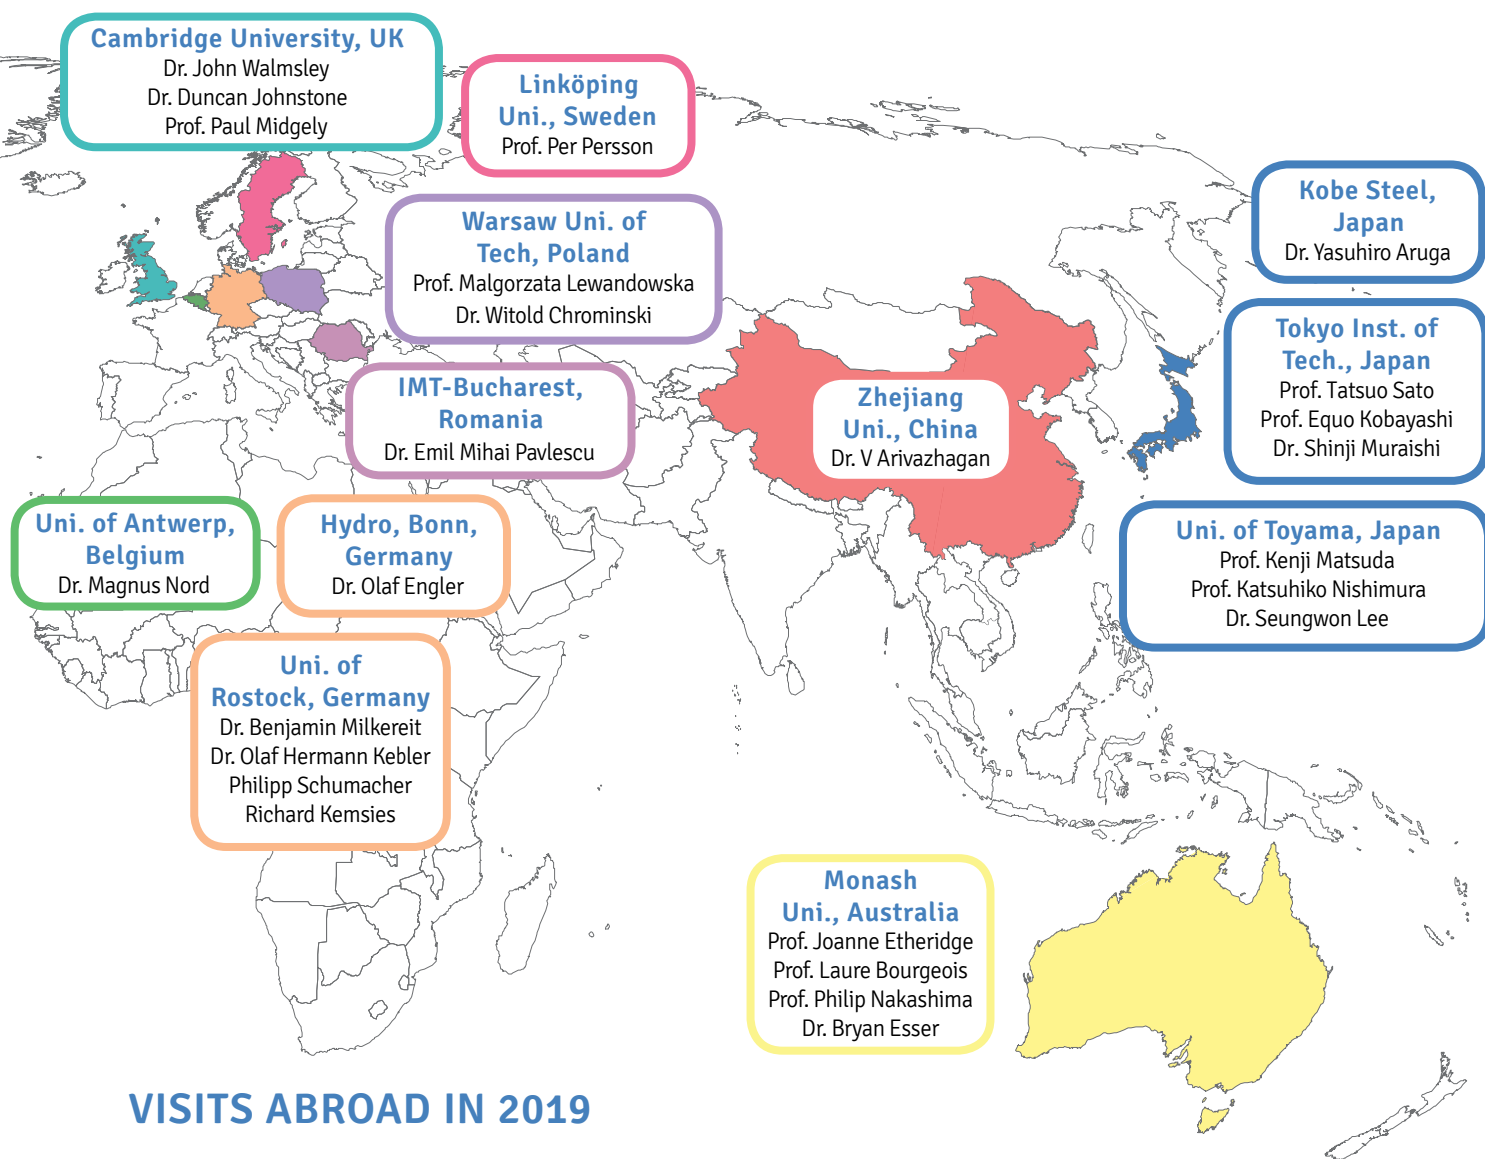 Cambridge University, UK
Dr. John Walmsley
Dr. Duncan Johnstone
Prof. Paul Midgely
Linköping
Uni., Sweden
Prof. Per Persson
Warsaw Uni. of
Tech, Poland
Prof. Malgorzata Lewandowska
Dr. Witold Chrominski
Kobe Steel,
Japan
Dr. Yasuhiro Aruga
Tokyo Inst. of
Tech., Japan
Prof. Tatsuo Sato
Prof. Equo Kobayashi
Dr. Shinji Muraishi
IMT-Bucharest,
Romania
Dr. Emil Mihai Pavlescu
Zhejiang
Uni., China
Dr. V Arivazhagan
Uni. of Antwerp,
Belgium
Dr. Magnus Nord
Hydro, Bonn,
Germany
Dr. Olaf Engler
Uni. of Toyama, Japan
Prof. Kenji Matsuda
Prof. Katsuhiko Nishimura
Dr. Seungwon Lee
Uni. of
Rostock, Germany
Dr. Benjamin Milkereit
Dr. Olaf Hermann Kebler
Philipp Schumacher
Richard Kemsies
Monash
Uni., Australia
Prof. Joanne Etheridge
Prof. Laure Bourgeois
Prof. Philip Nakashima
Dr. Bryan Esser
VISITS ABROAD IN 2019